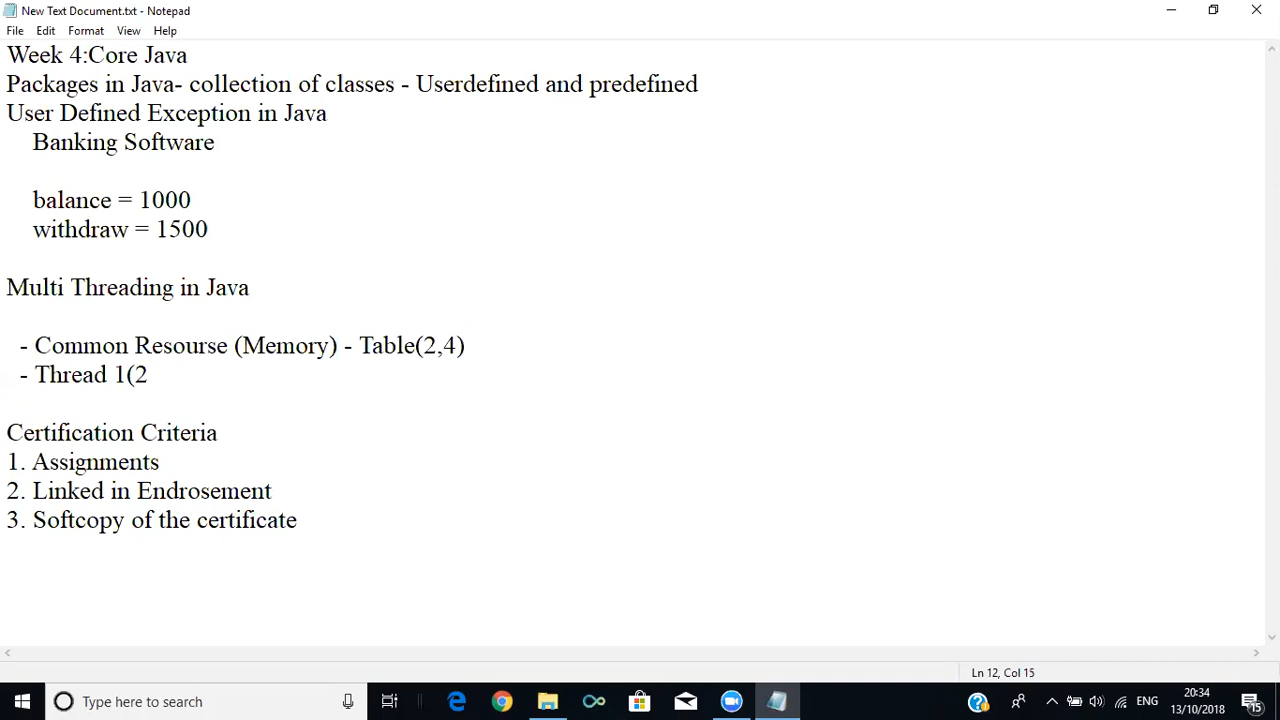 New Text Document.txt - Notepad
File Edit Format View Help
Week 4:Core Java
Packages in Java- collection of classes - Userdefined and predefined
User Defined Exception in Java
Banking Software
balance = 1000
withdraw = 1500
Multi Threading in Java
- Common Resourse (Memory) - Table(2,4)
- Thread 1(2
Certification Criteria
1. Assignments
2. Linked in Endrosement
3. Softcopy of the certificate
Ln 12, Col 15
Type here to search
ENG
20:34
13/10/2018
15